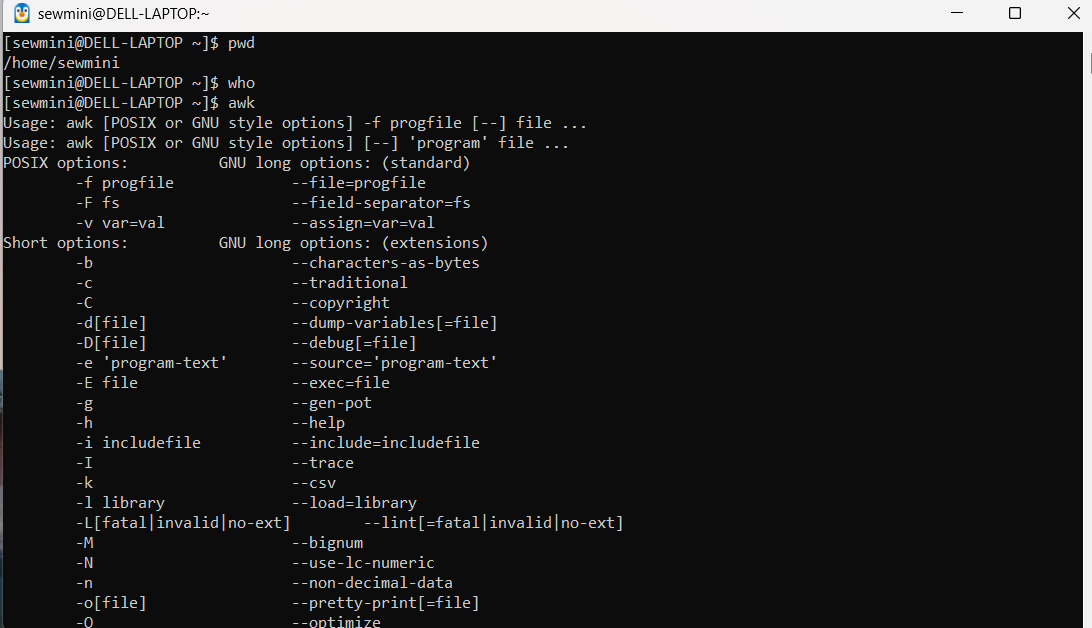 sewmini@DELL-LAPTOP:~
[sewmini@DELL-LAPTOP ~]$ pwd
/home/sewmini
[sewmini@DELL-LAPTOP ~]$ who
[sewmini@DELL-LAPTOP ~]$ awk
Usage: awk [POSIX or GNU style options] -f progfile [--] file ...
Usage: awk [POSIX or GNU style options] [--] 'program' file ...
POSIX options:          GNU long options: (standard)
        -f progfile             --file=progfile
        -F fs                   --field-separator=fs
        -v var=val              --assign=var=val
Short options:          GNU long options: (extensions)
        -b                      --characters-as-bytes
        -c                      --traditional
        -C                      --copyright
        -d[file]                --dump-variables[=file]
        -D[file]                --debug[=file]
        -e 'program-text'       --source='program-text'
        -E file                 --exec=file
        -g                      --gen-pot
        -h                      --help
        -i includefile          --include=includefile
        -I                      --trace
        -k                      --csv
        -l library              --load=library
        -L[fatal|invalid|no-ext]        --lint[=fatal|invalid|no-ext]
        -M                      --bignum
        -N                      --use-lc-numeric
        -n                      --non-decimal-data
        -o[file]                --pretty-print[=file]
        -O                      --optimize